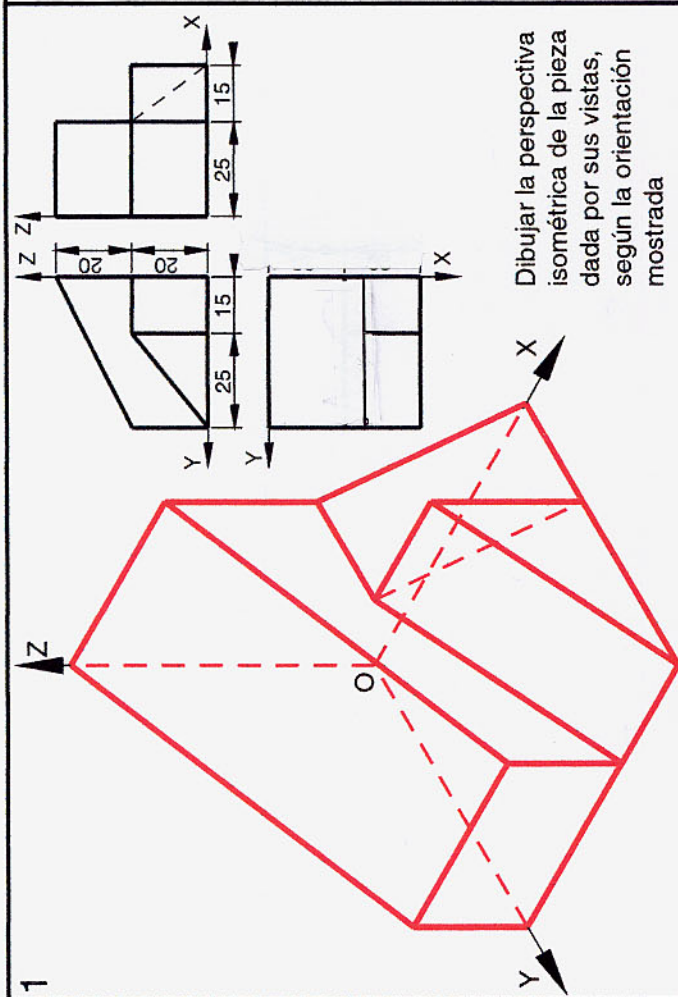 1
Z
X
25
15
Z
20
20
Y
25
15
X
Y
Z
O
X
Y
Dibujar la perspectiva
isométrica de la pieza
dada por sus vistas,
según la orientación
mostrada